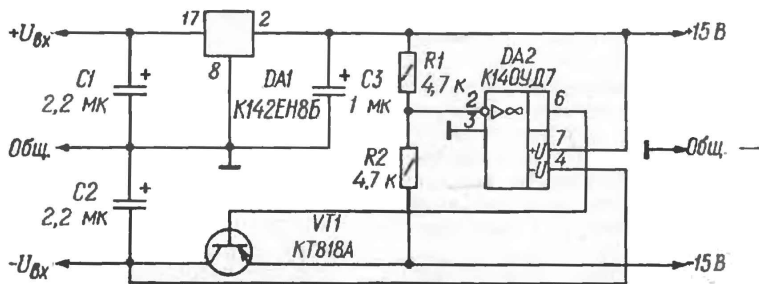 +Uвх
17
2
+15 В
8
C1
2,2 мк
+
DA1
К142ЕН8Б
+
C3
1 мк
R1
4,7 к
DA2
К140УД7
2
3
▷∞
6
7
4
+U
-U
Общ.
Общ.
C2
2,2 мк
+
R2
4,7 к
VT1
КТ818А
-Uвх
-15 В